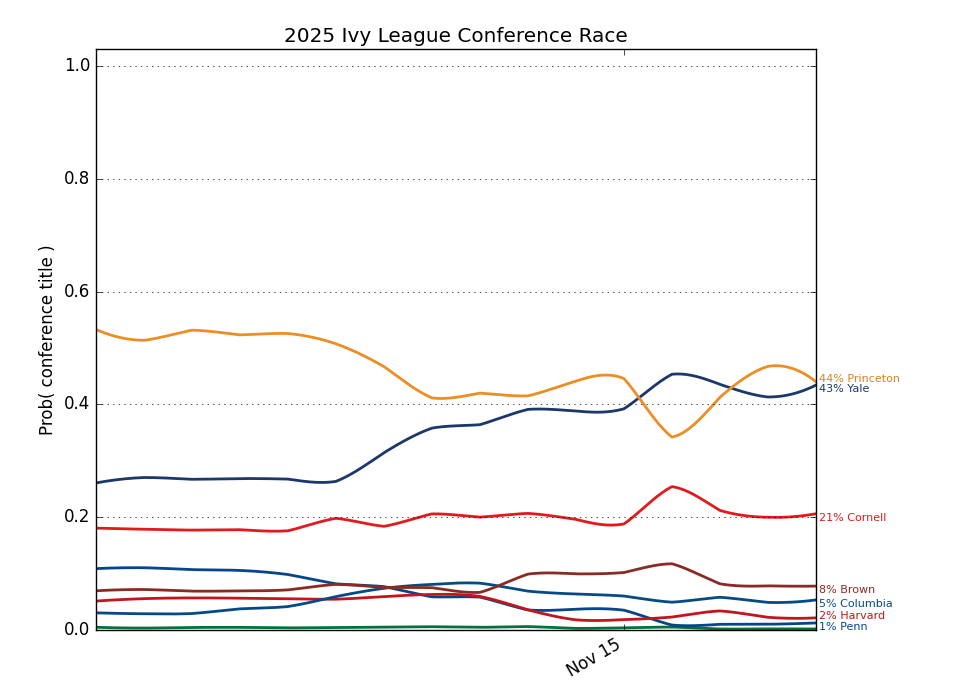 2025 Ivy League Conference Race
1.0
0.8
0.6
0.4
0.2
0.0
Prob( conference title )
Nov 15
44% Princeton
43% Yale
21% Cornell
8% Brown
5% Columbia
2% Harvard
1% Penn